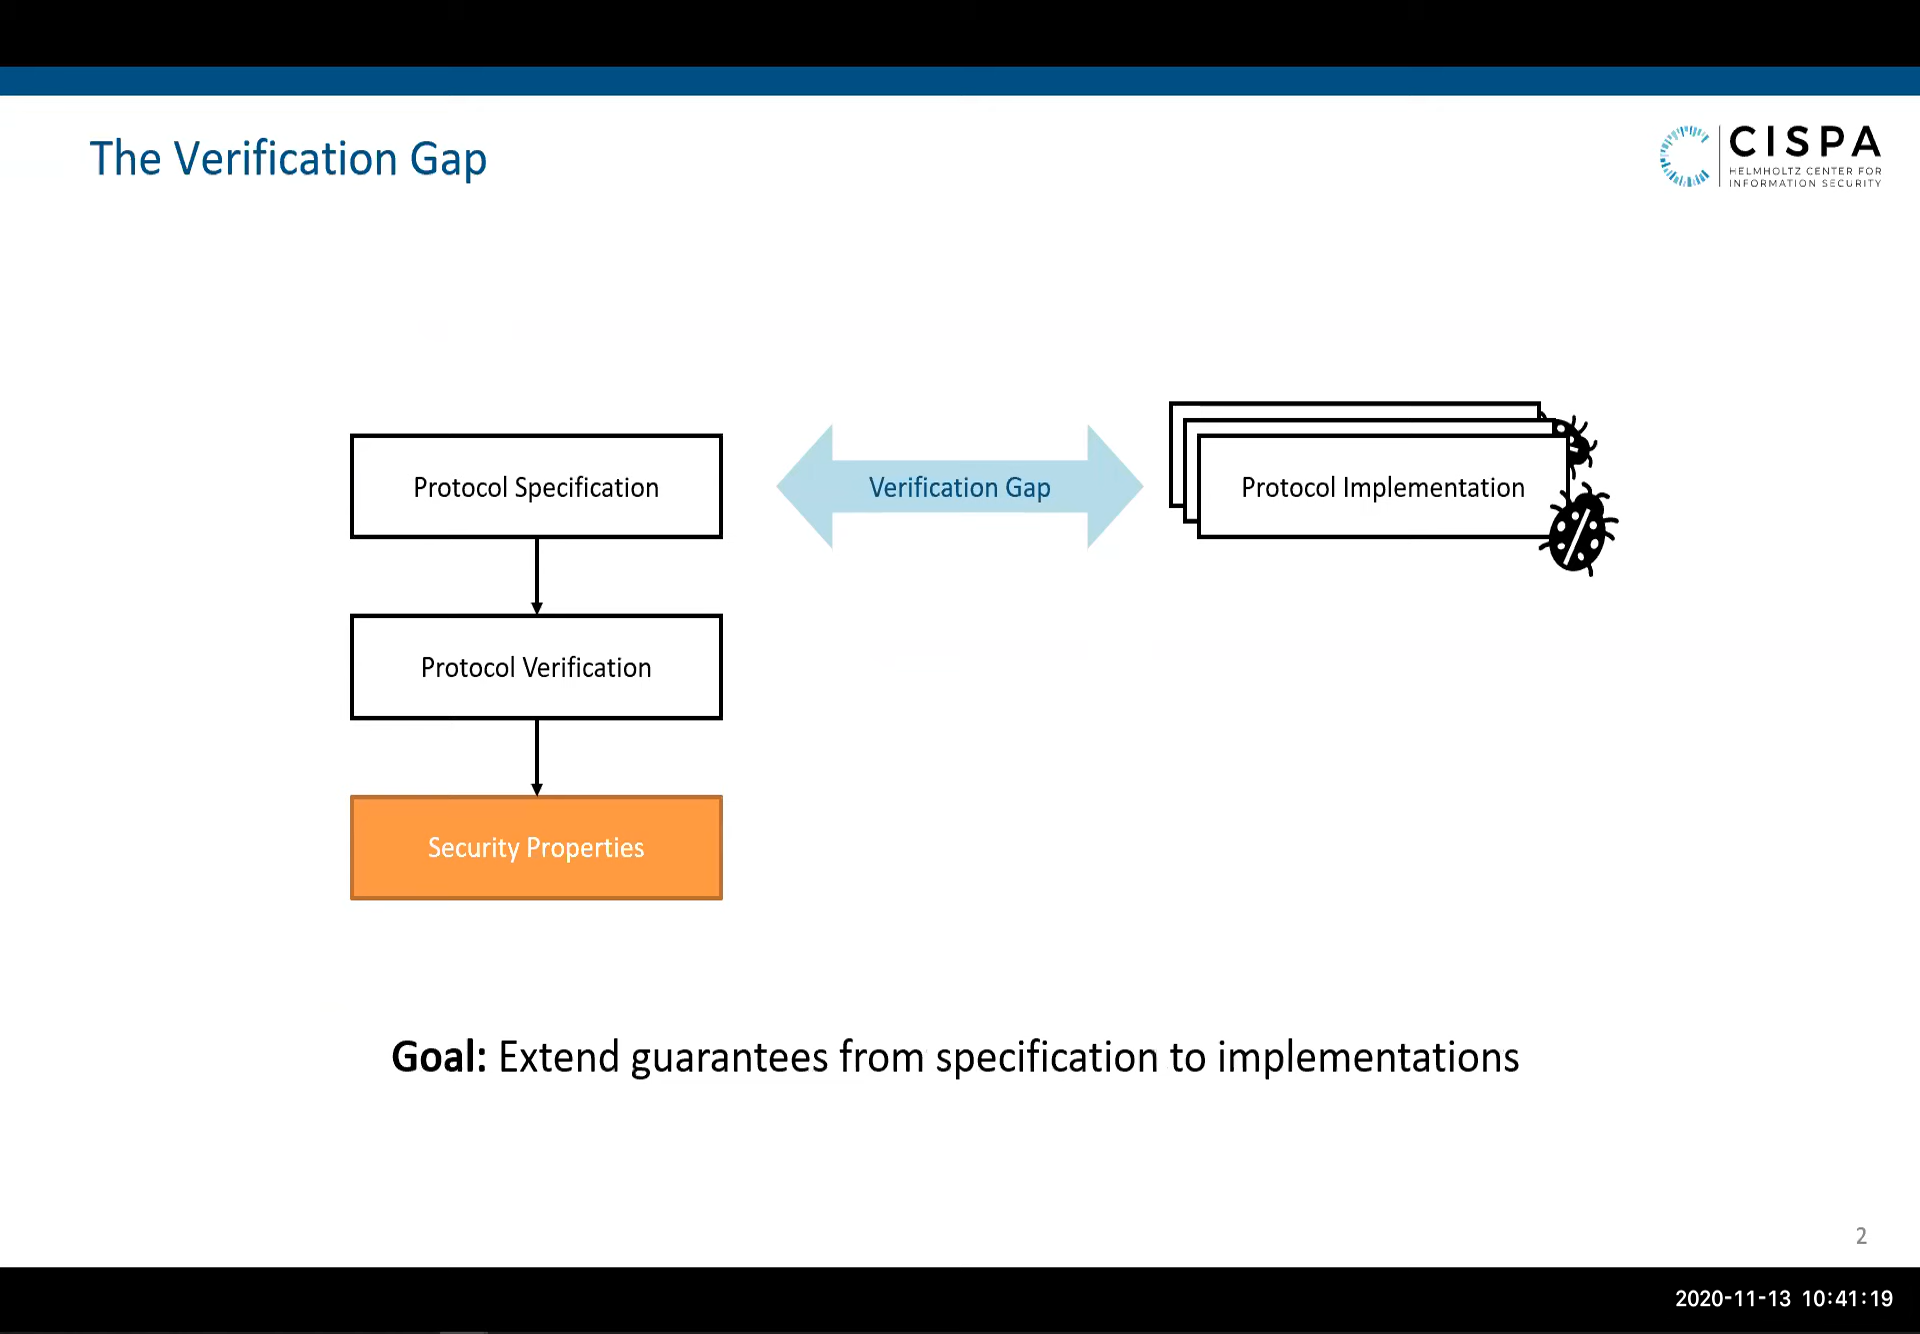 The Verification Gap
CISPA
HELMHOLTZ CENTER FOR
INFORMATION SECURITY
Protocol Specification
Verification Gap
Protocol Implementation
Protocol Verification
Security Properties
Goal: Extend guarantees from specification to implementations
2
2020-11-13 10:41:19